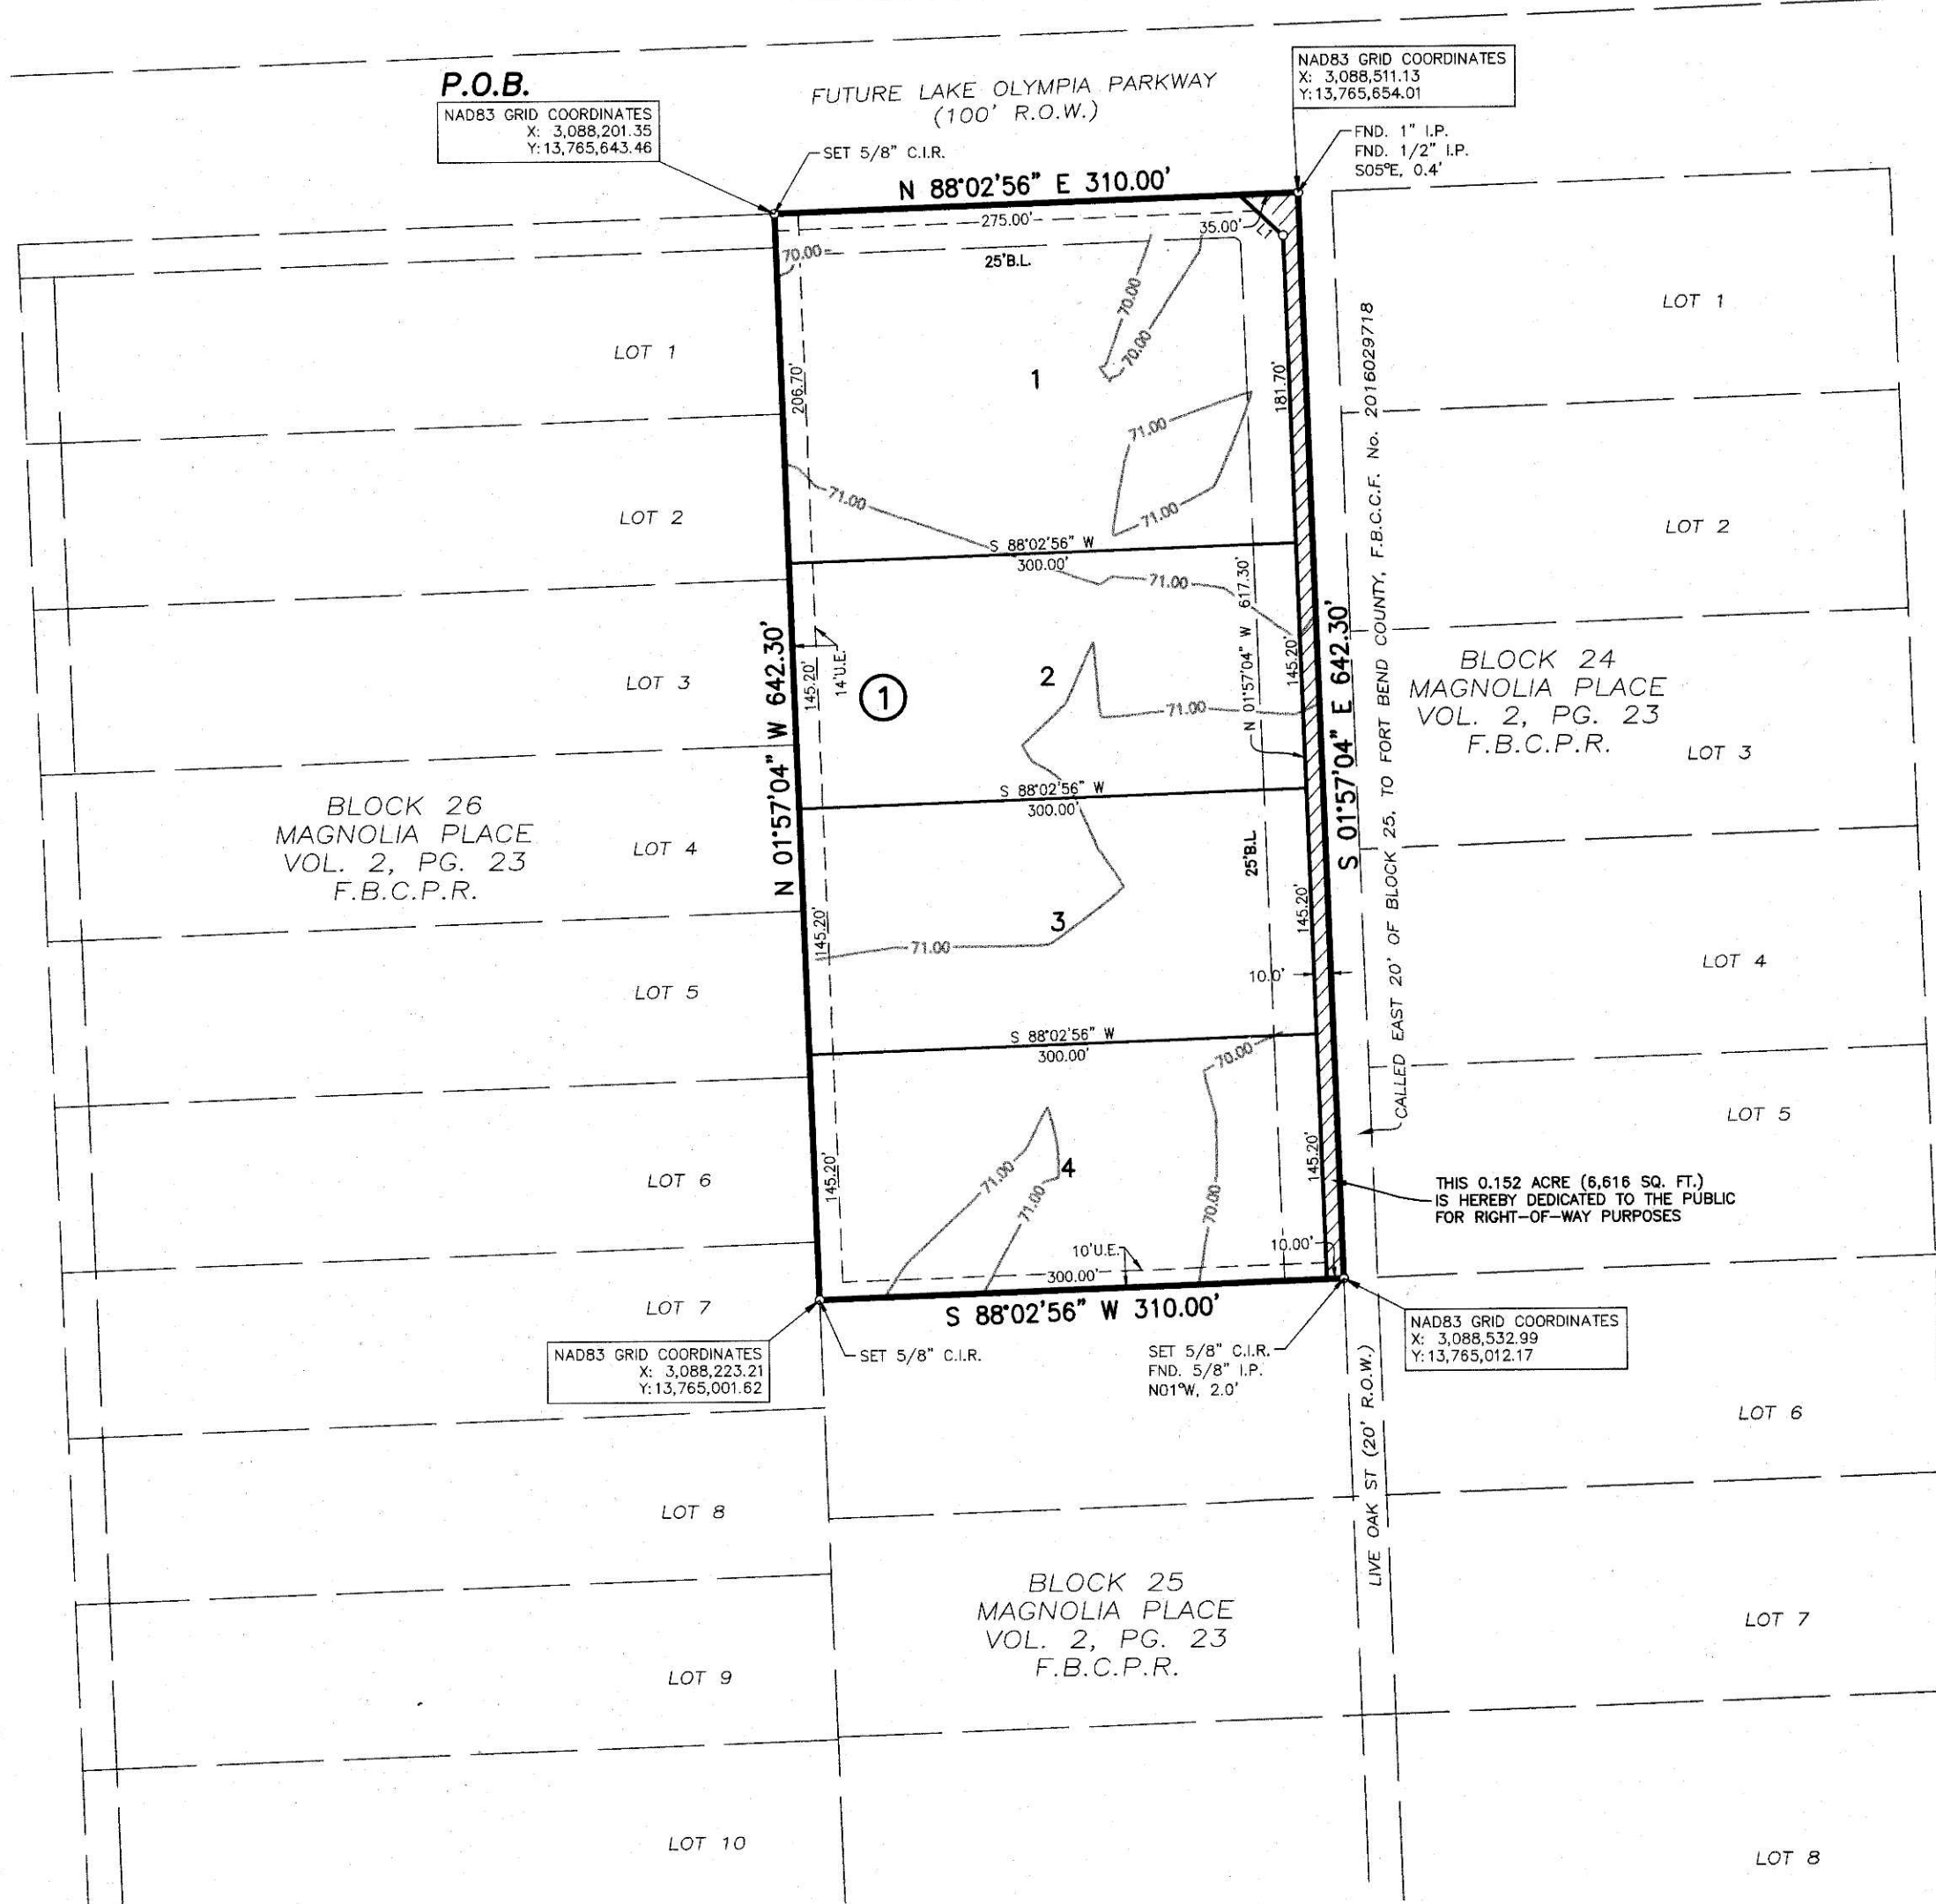 P.O.B.
NAD83 GRID COORDINATES
X: 3,088,201.35
Y: 13,765,643.46
FUTURE LAKE OLYMPIA PARKWAY
(100' R.O.W.)
NAD83 GRID COORDINATES
X: 3,088,511.13
Y: 13,765,654.01
SET 5/8" C.I.R.
FND. 1" I.P.
FND. 1/2" I.P.
S05°E, 0.4'
N 88°02'56" E 310.00'
275.00'
35.00'
L1
70.00
25'B.L.
70.00
70.00
1
206.70'
181.70'
71.00
71.00
71.00
S 88°02'56" W
300.00'
71.00
N 01°57'04" W 617.30'
145.20'
14'U.E.
145.20'
2
1
71.00
N 01°57'04" W 642.30'
S 01°57'04" E 642.30'
CALLED EAST 20' OF BLOCK 25, TO FORT BEND COUNTY, F.B.C.C.F. No. 2016029718
S 88°02'56" W
300.00'
25'B.L.
145.20'
145.20'
3
71.00
10.0'
S 88°02'56" W
300.00'
70.00
145.20'
145.20'
71.00
71.00
4
70.00
10'U.E.
10.00'
300.00'
S 88°02'56" W 310.00'
THIS 0.152 ACRE (6,616 SQ. FT.)
IS HEREBY DEDICATED TO THE PUBLIC
FOR RIGHT-OF-WAY PURPOSES
NAD83 GRID COORDINATES
X: 3,088,223.21
Y: 13,765,001.62
SET 5/8" C.I.R.
SET 5/8" C.I.R.
FND. 5/8" I.P.
N01°W, 2.0'
NAD83 GRID COORDINATES
X: 3,088,532.99
Y: 13,765,012.17
LIVE OAK ST (20' R.O.W.)
LOT 1
LOT 2
LOT 3
BLOCK 26
MAGNOLIA PLACE
VOL. 2, PG. 23
F.B.C.P.R.
LOT 4
LOT 5
LOT 6
LOT 7
LOT 8
LOT 9
LOT 10
BLOCK 25
MAGNOLIA PLACE
VOL. 2, PG. 23
F.B.C.P.R.
LOT 1
LOT 2
BLOCK 24
MAGNOLIA PLACE
VOL. 2, PG. 23
F.B.C.P.R.
LOT 3
LOT 4
LOT 5
LOT 6
LOT 7
LOT 8